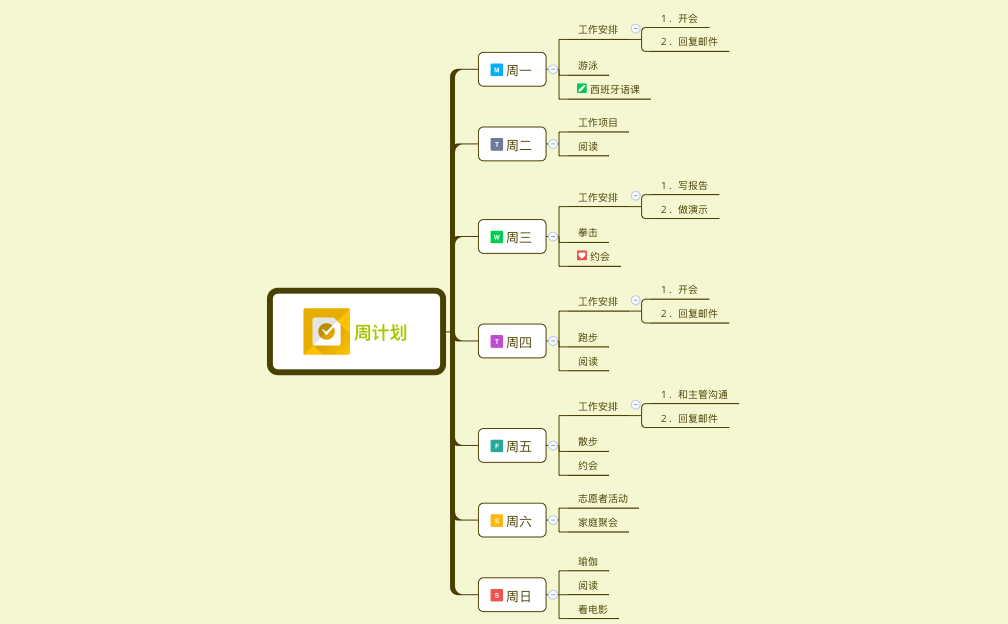 周计划
M 周一
工作安排
1. 开会
2. 回复邮件
游泳
西班牙语课
T 周二
工作项目
阅读
W 周三
工作安排
1. 写报告
2. 做演示
拳击
约会
T 周四
工作安排
1. 开会
2. 回复邮件
跑步
阅读
F 周五
工作安排
1. 和主管沟通
2. 回复邮件
散步
约会
S 周六
志愿者活动
家庭聚会
S 周日
瑜伽
阅读
看电影